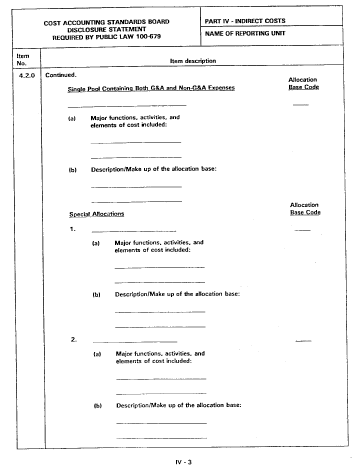 COST ACCOUNTING STANDARDS BOARD
DISCLOSURE STATEMENT
REQUIRED BY PUBLIC LAW 100-679
PART IV - INDIRECT COSTS
NAME OF REPORTING UNIT
Item
No.
Item description
4.2.0 Continued.
Allocation
Single Pool Containing Both G&A and Non-G&A Expenses Base Code
(a) Major functions, activities, and
elements of cost included:
(b) Description/Make up of the allocation base:
Allocation
Special Allocations Base Code
1.
(a) Major functions, activities, and
elements of cost included:
(b) Description/Make up of the allocation base:
2.
(a) Major functions, activities, and
elements of cost included:
(b) Description/Make up of the allocation base:
IV - 3